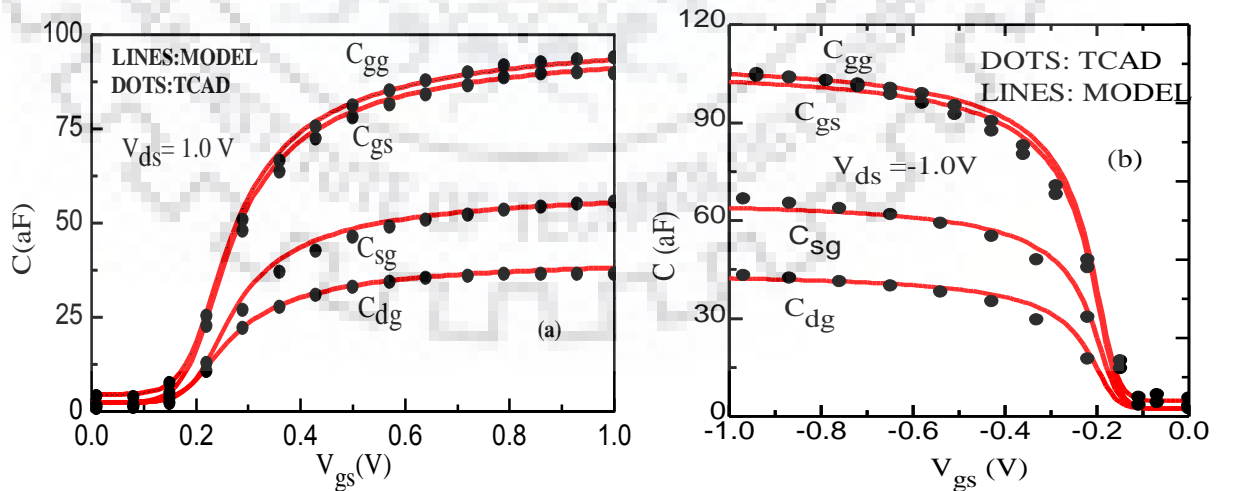 100
75
50
25
0
C(aF)
LINES:MODEL
DOTS:TCAD
Vds= 1.0 V
Cgg
Cgs
Csg
Cdg
(a)
0.0 0.2 0.4 0.6 0.8 1.0
Vgs(V)
120
90
60
30
0
C (aF)
Cgg
Cgs
DOTS: TCAD
LINES: MODEL
Vds =-1.0V
(b)
Csg
Cdg
-1.0 -0.8 -0.6 -0.4 -0.2 0.0
Vgs (V)